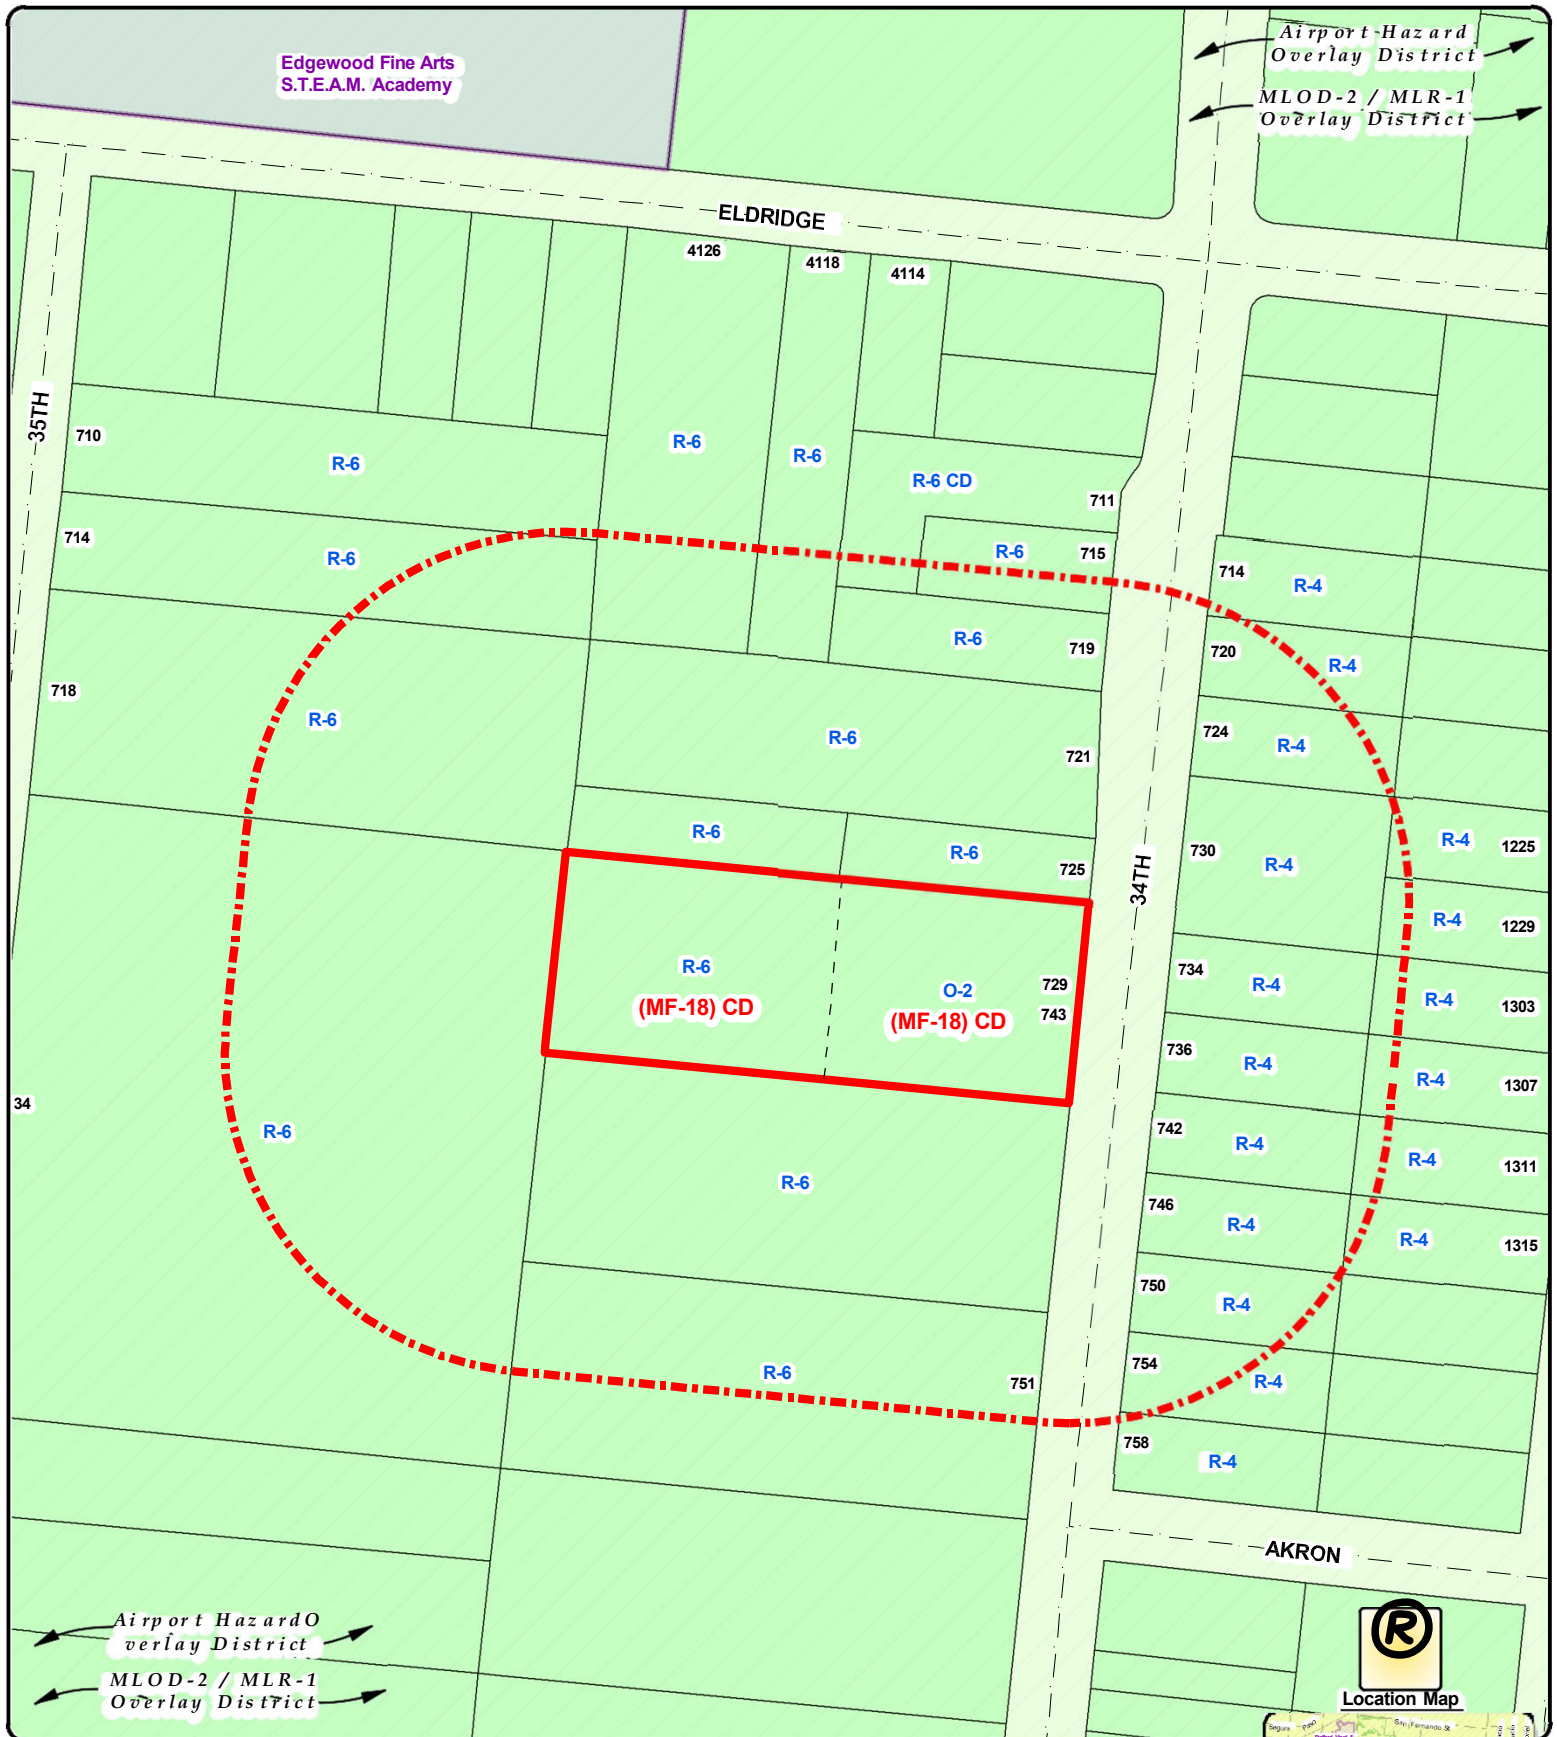 Edgewood Fine Arts
S.T.E.A.M. Academy
Airport Hazard
Overlay District
MLOD-2 / MLR-1
Overlay District
ELDRIDGE
4126
4118
4114
35TH
710
R-6
R-6
R-6
R-6 CD
711
714
R-6
R-6
715
714
R-4
R-6
719
720
R-4
718
R-6
R-6
721
724
R-4
R-6
R-6
725
34TH
730
R-4
R-4
1225
R-4
1229
R-6
(MF-18) CD
O-2
(MF-18) CD
729
743
734
R-4
R-4
1303
736
R-4
R-4
1307
34
R-6
742
R-4
R-4
1311
R-6
746
R-4
R-4
1315
750
R-4
R-6
751
754
R-4
758
R-4
AKRON
Airport HazardO
verlay District
MLOD-2 / MLR-1
Overlay District
R
Location Map
Segura
San Fernando St